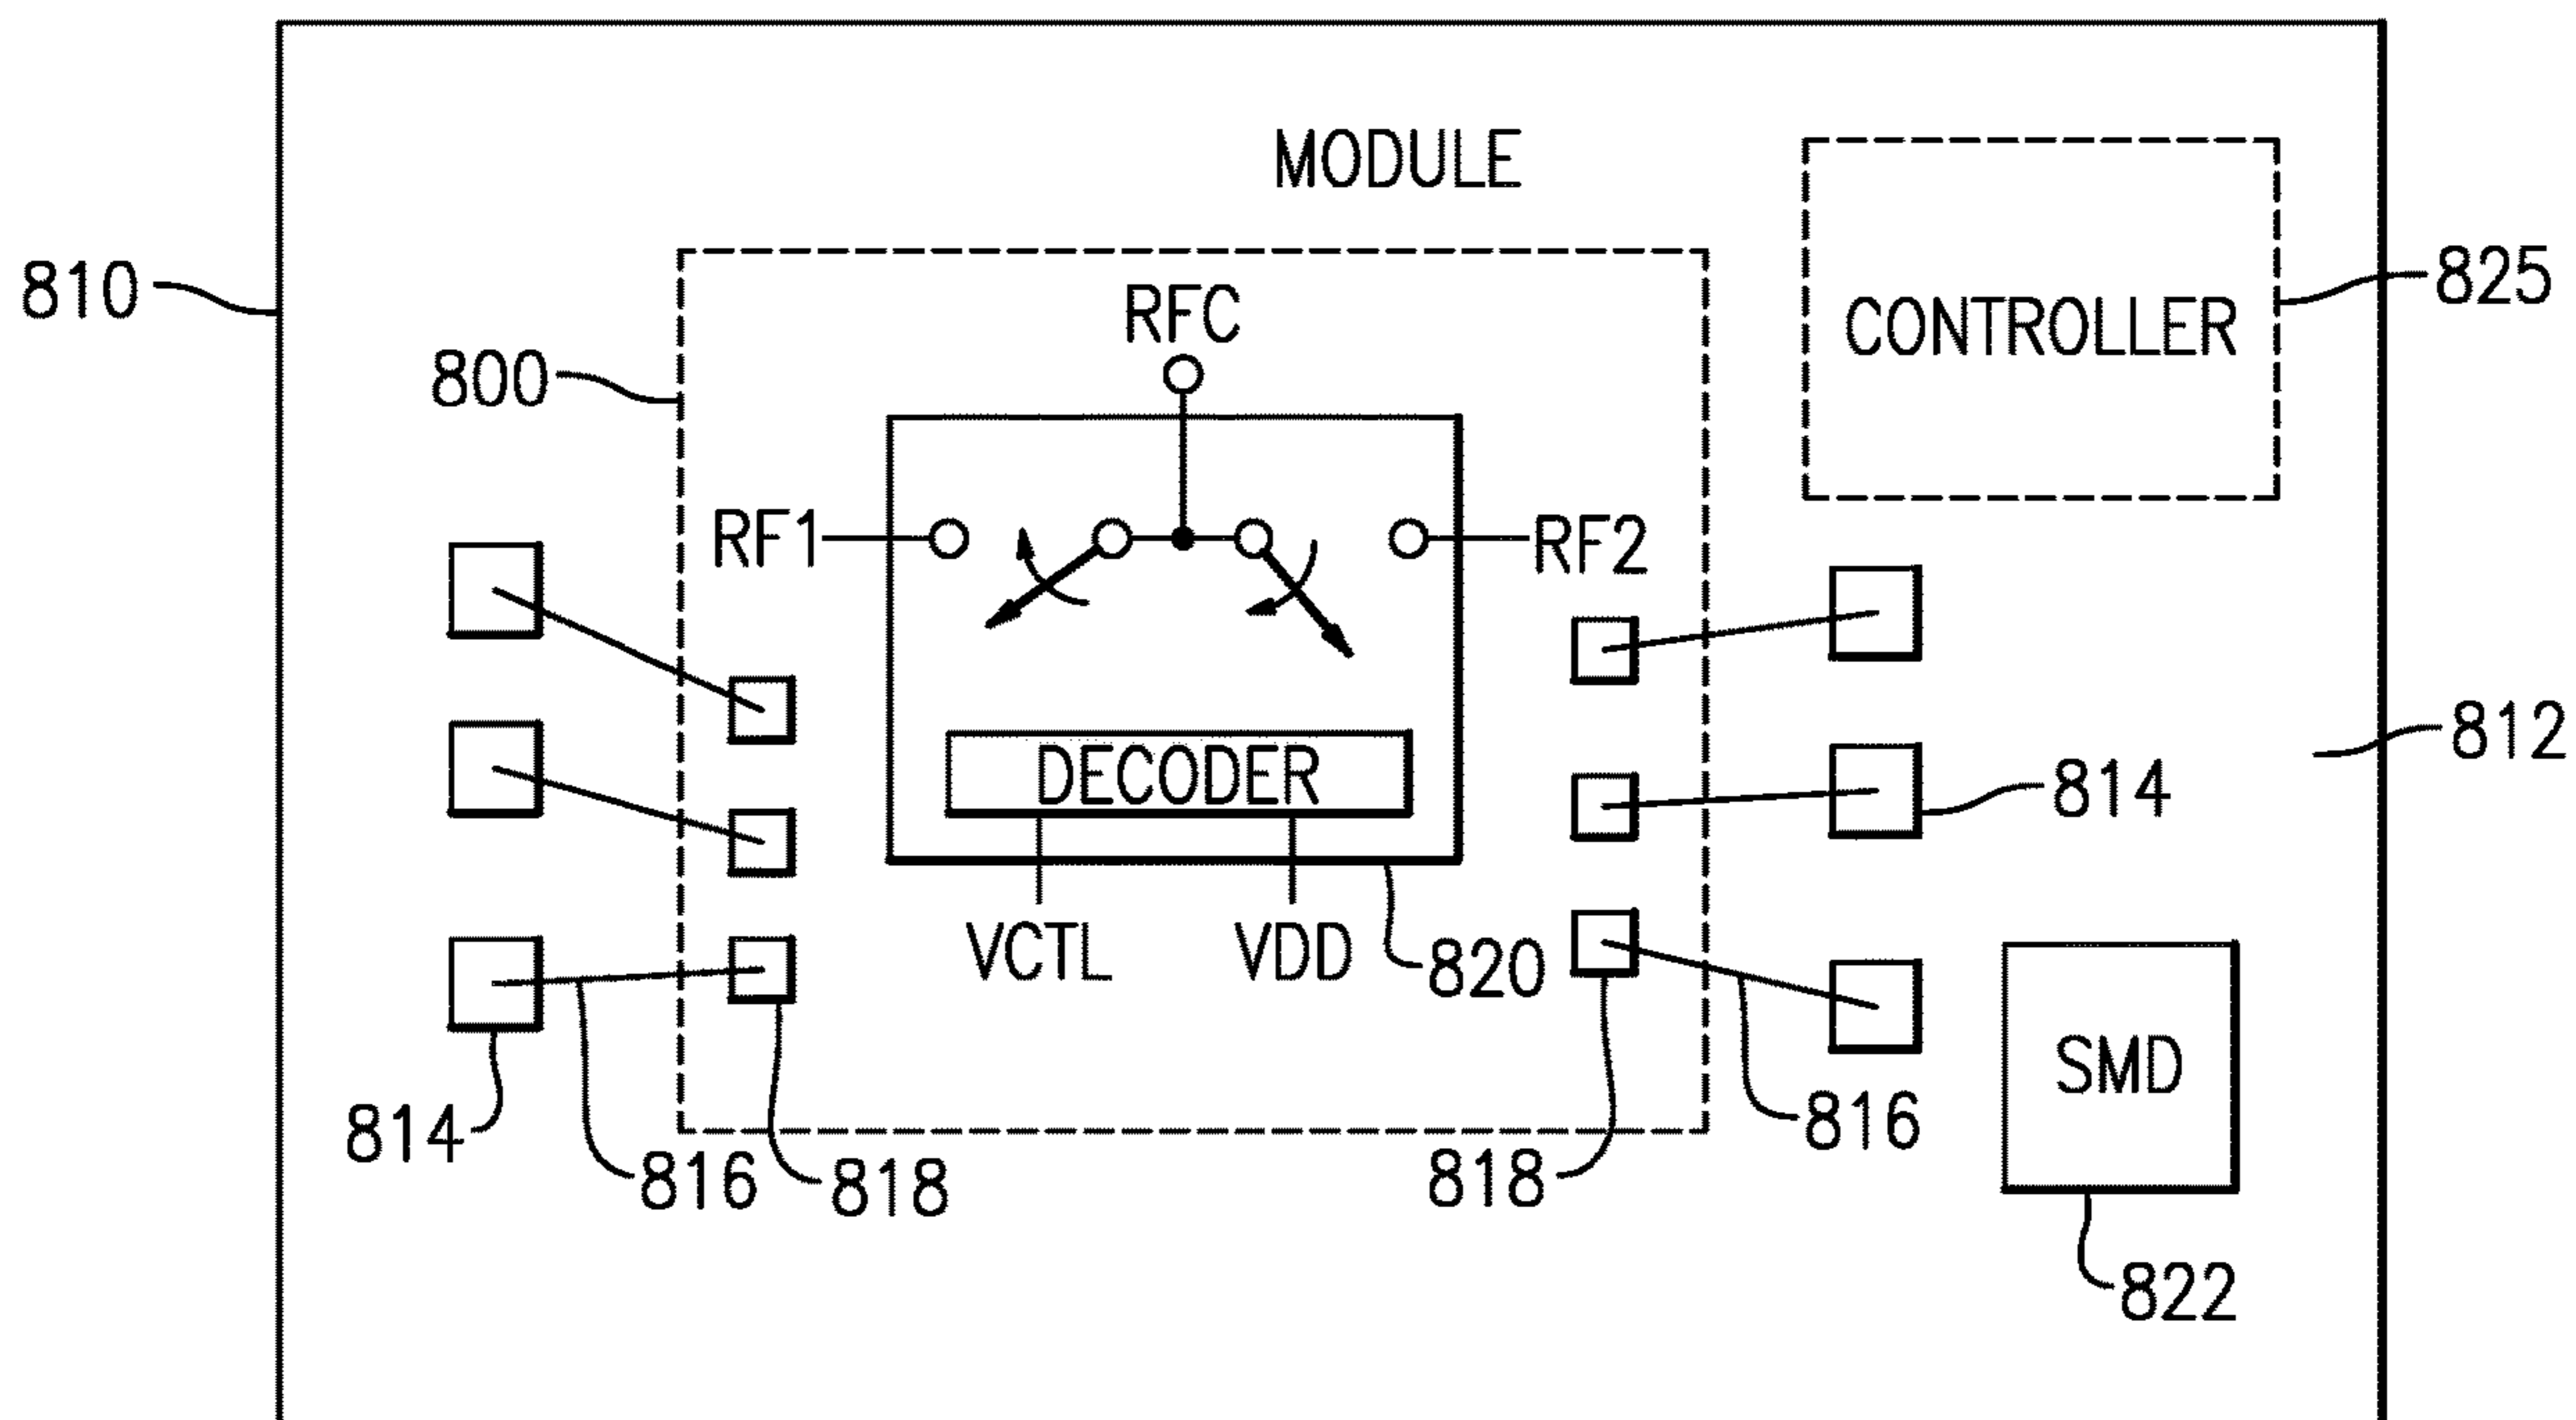 MODULE
810
800
RFC
CONTROLLER
825
RF1
RF2
DECODER
814
812
VCTL
VDD
820
SMD
814
816
818
818
816
822